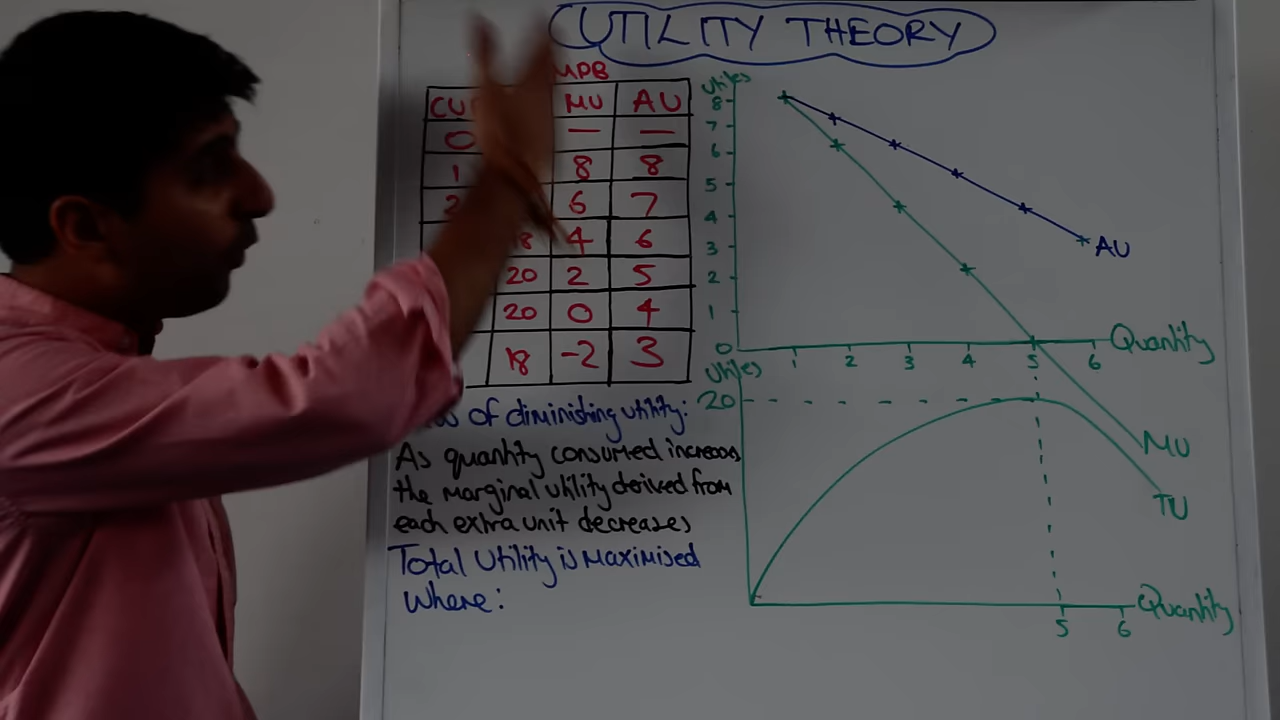 UTILITY THEORY
MPB
MU AU
0 — —
1 8 8
2 6 7
4 6
20 2 5
20 0 4
18 -2 3
of diminishing utility:
As quantity consumed increases
the marginal utility derived from
each extra unit decreases
Total Utility is Maximised
Where:
Utiles
8
7
6
5
4
3
2
1
0
1 2 3 4 5 6
Quantity
AU
MU
Utiles
20
TU
5 6
Quantity